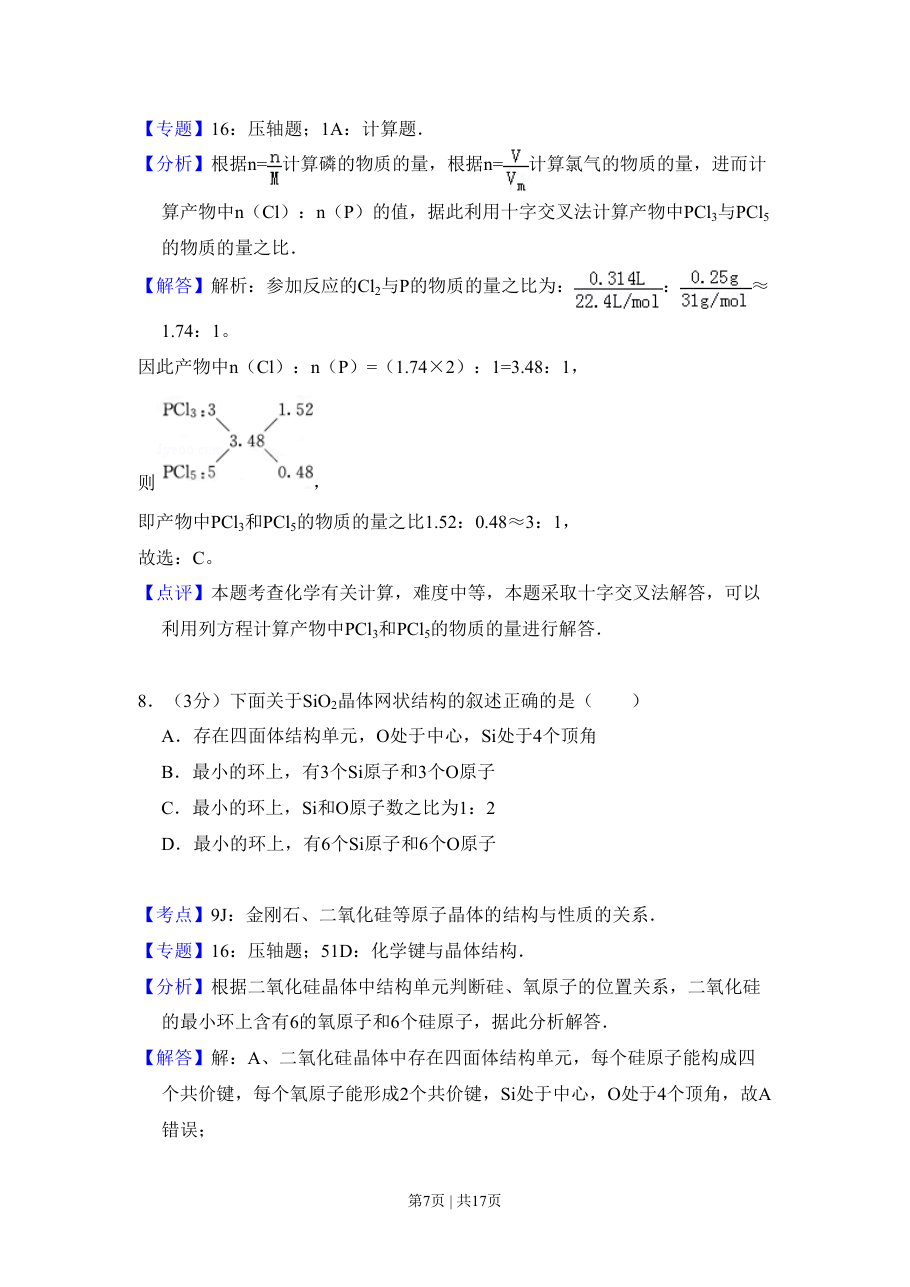 【专题】16：压轴题；1A：计算题．
【分析】根据n=n/M计算磷的物质的量，根据n=V/Vm计算氯气的物质的量，进而计
算产物中n（Cl）：n（P）的值，据此利用十字交叉法计算产物中PCl3与PCl5
的物质的量之比．
【解答】解析：参加反应的Cl2与P的物质的量之比为：0.314L/22.4L/mol：0.25g/31g/mol≈
1.74：1。
因此产物中n（Cl）：n（P）=（1.74×2）：1=3.48：1，
PCl3:3 1.52
3.48
PCl5:5 0.48
则，
即产物中PCl3和PCl5的物质的量之比1.52：0.48≈3：1，
故选：C。
【点评】本题考查化学有关计算，难度中等，本题采取十字交叉法解答，可以
利用列方程计算产物中PCl3和PCl5的物质的量进行解答．
8．（3分）下面关于SiO2晶体网状结构的叙述正确的是（　　）
A．存在四面体结构单元，O处于中心，Si处于4个顶角
B．最小的环上，有3个Si原子和3个O原子
C．最小的环上，Si和O原子数之比为1：2
D．最小的环上，有6个Si原子和6个O原子
【考点】9J：金刚石、二氧化硅等原子晶体的结构与性质的关系．
【专题】16：压轴题；51D：化学键与晶体结构．
【分析】根据二氧化硅晶体中结构单元判断硅、氧原子的位置关系，二氧化硅
的最小环上含有6的氧原子和6个硅原子，据此分析解答．
【解答】解：A、二氧化硅晶体中存在四面体结构单元，每个硅原子能构成四
个共价键，每个氧原子能形成2个共价键，Si处于中心，O处于4个顶角，故A
错误；
第7页 | 共17页